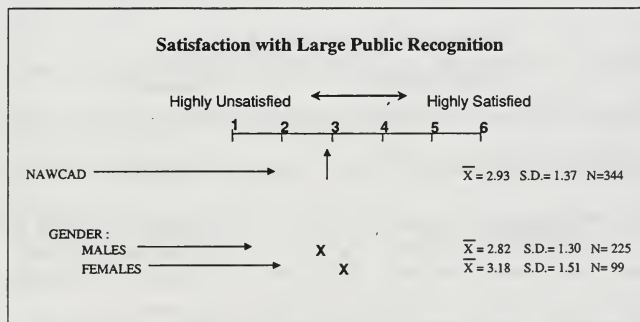 Satisfaction with Large Public Recognition
Highly Unsatisfied Highly Satisfied
1 2 3 4 5 6
NAWCAD X = 2.93 S.D.= 1.37 N=344
GENDER :
MALES X X = 2.82 S.D.= 1.30 N= 225
FEMALES X X = 3.18 S.D.= 1.51 N= 99